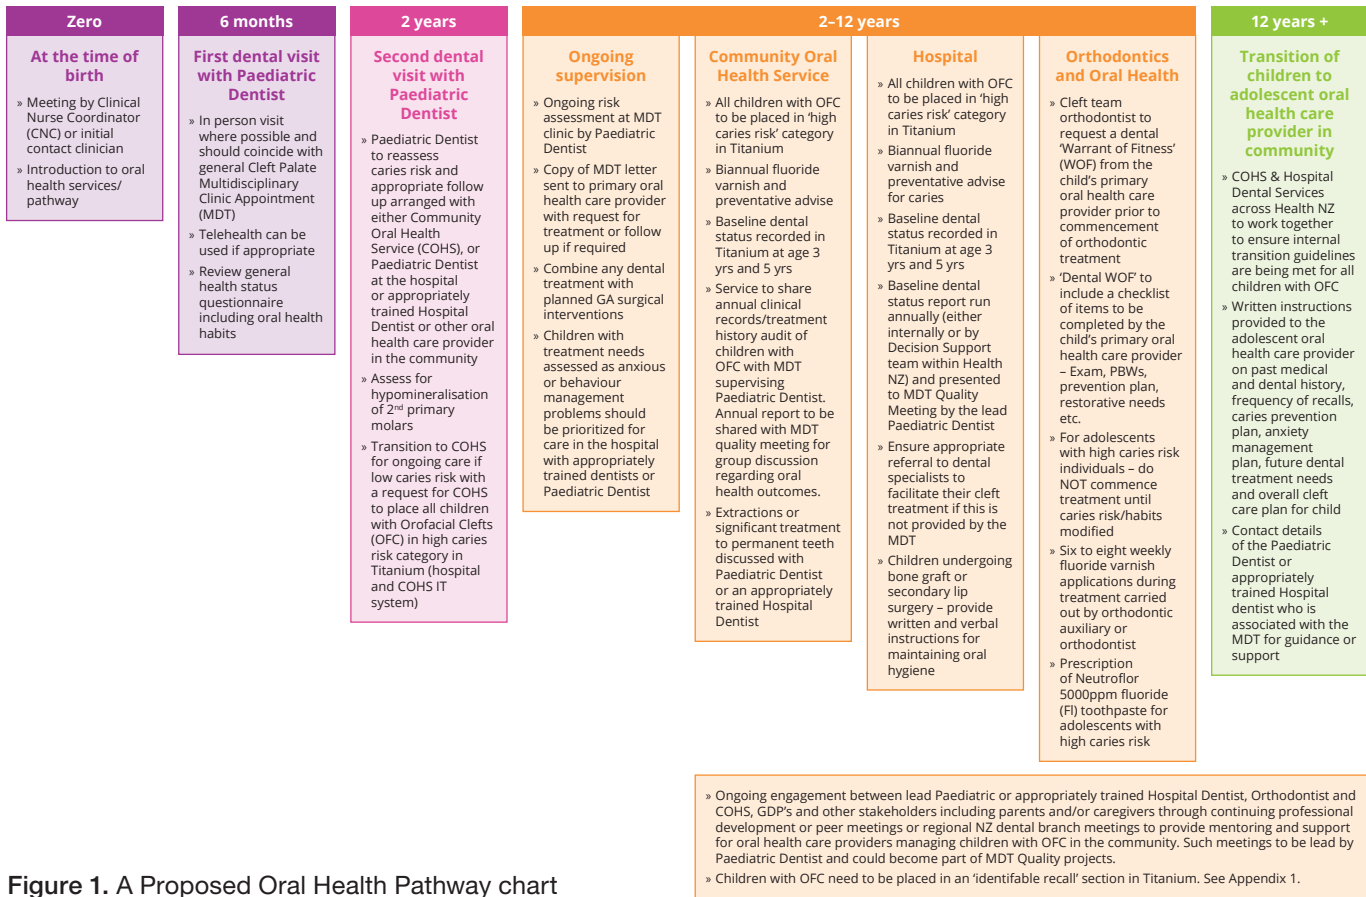 Zero
At the time of
birth
» Meeting by Clinical
Nurse Coordinator
(CNC) or initial
contact clinician
» Introduction to oral
health services/
pathway
6 months
First dental visit
with Paediatric
Dentist
» In person visit
where possible and
should coincide with
general Cleft Palate
Multidisciplinary
Clinic Appointment
(MDT)
» Telehealth can be
used if appropriate
» Review general
health status
questionnaire
including oral health
habits
2 years
Second dental
visit with
Paediatric
Dentist
» Paediatric Dentist
to reassess
caries risk and
appropriate follow
up arranged with
either Community
Oral Health
Service (COHS), or
Paediatric Dentist
at the hospital
or appropriately
trained Hospital
Dentist or other oral
health care provider
in the community
» Assess for
hypomineralisation
of 2nd primary
molars
» Transition to COHS
for ongoing care if
low caries risk with
a request for COHS
to place all children
with Orofacial Clefts
(OFC) in high caries
risk category in
Titanium (hospital
and COHS IT
system)
2–12 years
Ongoing
supervision
» Ongoing risk
assessment at MDT
clinic by Paediatric
Dentist
» Copy of MDT letter
sent to primary oral
health care provider
with request for
treatment or follow
up if required
» Combine any dental
treatment with
planned GA surgical
interventions
» Children with
treatment needs
assessed as anxious
or behaviour
management
problems should
be prioritized for
care in the hospital
with appropriately
trained dentists or
Paediatric Dentist
Community Oral
Health Service
» All children with OFC
to be placed in ‘high
caries risk’ category
in Titanium
» Biannual fluoride
varnish and
preventative advise
» Baseline dental
status recorded in
Titanium at age 3
yrs and 5 yrs
» Service to share
annual clinical
records/treatment
history audit of
children with
OFC with MDT
supervising
Paediatric Dentist.
Annual report to be
shared with MDT
quality meeting for
group discussion
regarding oral
health outcomes.
» Extractions or
significant treatment
to permanent teeth
discussed with
Paediatric Dentist
or an appropriately
trained Hospital
Dentist
Hospital
» All children with OFC
to be placed in ‘high
caries risk’ category
in Titanium
» Biannual fluoride
varnish and
preventative advise
for caries
» Baseline dental
status recorded in
Titanium at age 3
yrs and 5 yrs
» Baseline dental
status report run
annually (either
internally or by
Decision Support
team within Health
NZ) and presented
to MDT Quality
Meeting by the lead
Paediatric Dentist
» Ensure appropriate
referral to dental
specialists to
facilitate their cleft
treatment if this is
not provided by the
MDT
» Children undergoing
bone graft or
secondary lip
surgery – provide
written and verbal
instructions for
maintaining oral
hygiene
Orthodontics
and Oral Health
» Cleft team
orthodontist to
request a dental
‘Warrant of Fitness’
(WOF) from the
child’s primary
oral health care
provider prior to
commencement
of orthodontic
treatment
» ‘Dental WOF’ to
include a checklist
of items to be
completed by the
child’s primary oral
health care provider
– Exam, PBWs,
prevention plan,
restorative needs
etc.
» For adolescents
with high caries risk
individuals – do
NOT commence
treatment until
caries risk/habits
modified
» Six to eight weekly
fluoride varnish
applications during
treatment carried
out by orthodontic
auxiliary or
orthodontist
» Prescription
of Neutroflor
5000ppm fluoride
(Fl) toothpaste for
adolescents with
high caries risk
12 years +
Transition of
children to
adolescent oral
health care
provider in
community
» COHS & Hospital
Dental Services
across Health NZ
to work together
to ensure internal
transition guidelines
are being met for all
children with OFC
» Written instructions
provided to the
adolescent oral
health care provider
on past medical
and dental history,
frequency of recalls,
caries prevention
plan, anxiety
management
plan, future dental
treatment needs
and overall cleft
care plan for child
» Contact details
of the Paediatric
Dentist or
appropriately
trained Hospital
dentist who is
associated with the
MDT for guidance or
support
» Ongoing engagement between lead Paediatric or appropriately trained Hospital Dentist, Orthodontist and
COHS, GDP’s and other stakeholders including parents and/or caregivers through continuing professional
development or peer meetings or regional NZ dental branch meetings to provide mentoring and support
for oral health care providers managing children with OFC in the community. Such meetings to be lead by
Paediatric Dentist and could become part of MDT Quality projects.
» Children with OFC need to be placed in an ‘identifable recall’ section in Titanium. See Appendix 1.
Figure 1. A Proposed Oral Health Pathway chart